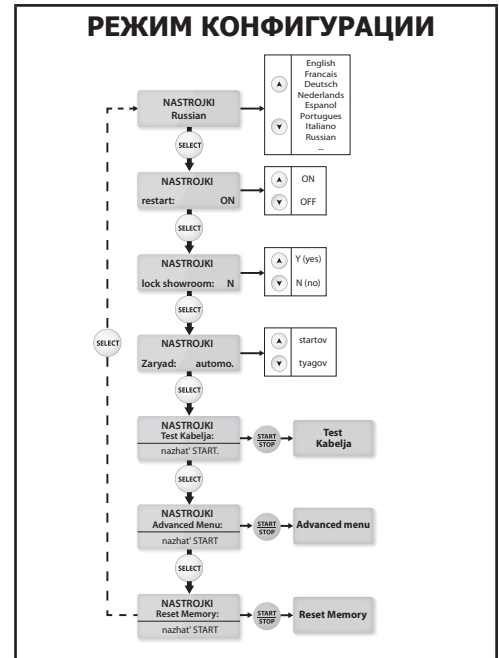 РЕЖИМ КОНФИГУРАЦИИ
NASTROJKI
Russian
English
Francais
Deutsch
Nederlands
Espanol
Portugues
Italiano
Russian
...
SELECT
NASTROJKI
restart: ON
ON
OFF
SELECT
NASTROJKI
lock showroom: N
Y (yes)
N (no)
SELECT
SELECT
NASTROJKI
Zaryad: automo.
startov
tyagov
SELECT
NASTROJKI
Test Kabelja:
nazhat' START.
START
STOP
Test
Kabelja
SELECT
NASTROJKI
Advanced Menu:
nazhat' START
START
STOP
Advanced menu
SELECT
NASTROJKI
Reset Memory:
nazhat' START
START
STOP
Reset Memory